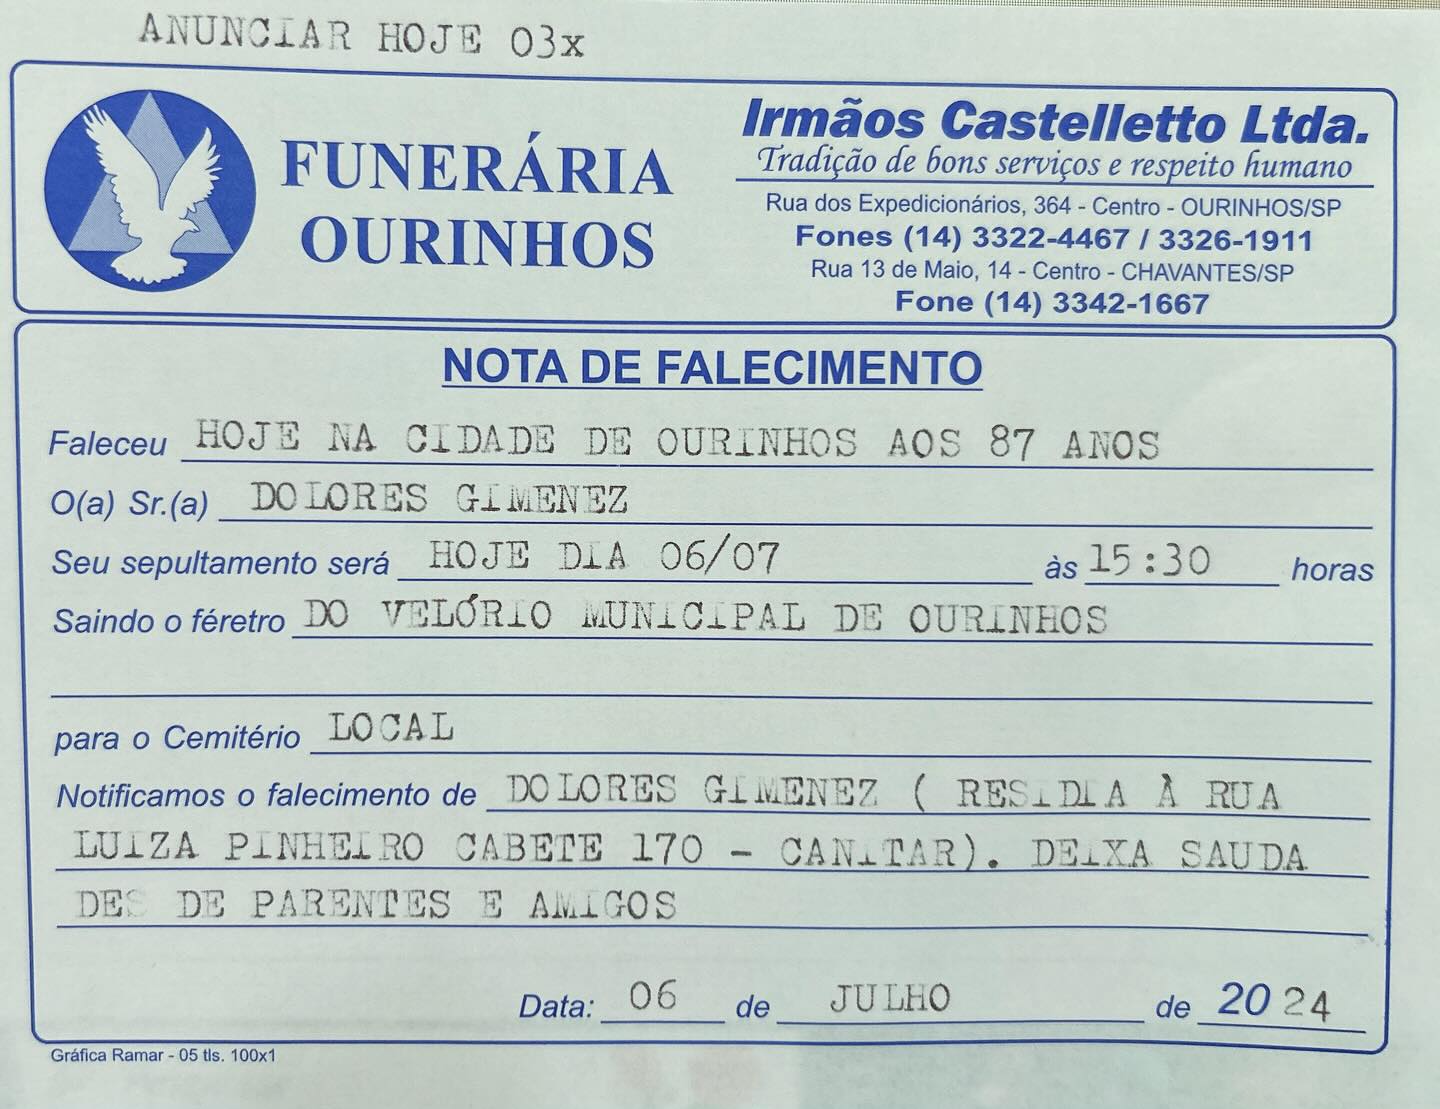 ANUNCIAR HOJE 03x
FUNERÁRIA
OURINHOS
Irmãos Castelletto Ltda.
Tradição de bons serviços e respeito humano
Rua dos Expedicionários, 364 - Centro - OURINHOS/SP
Fones (14) 3322-4467 / 3326-1911
Rua 13 de Maio, 14 - Centro - CHAVANTES/SP
Fone (14) 3342-1667
NOTA DE FALECIMENTO
Faleceu HOJE NA CIDADE DE OURINHOS AOS 87 ANOS
O(a) Sr.(a) DOLORES GIMENEZ
Seu sepultamento será HOJE DIA 06/07 às 15:30 horas
Saindo o féretro DO VELÓRIO MUNICIPAL DE OURINHOS
para o Cemitério LOCAL
Notificamos o falecimento de DOLORES GIMENEZ ( RESIDIA À RUA
LUIZA PINHEIRO CABETE 170 - CANITAR). DEIXA SAUDA
DES DE PARENTES E AMIGOS
Data: 06 de JULHO de 2024
Gráfica Ramar - 05 tls. 100x1